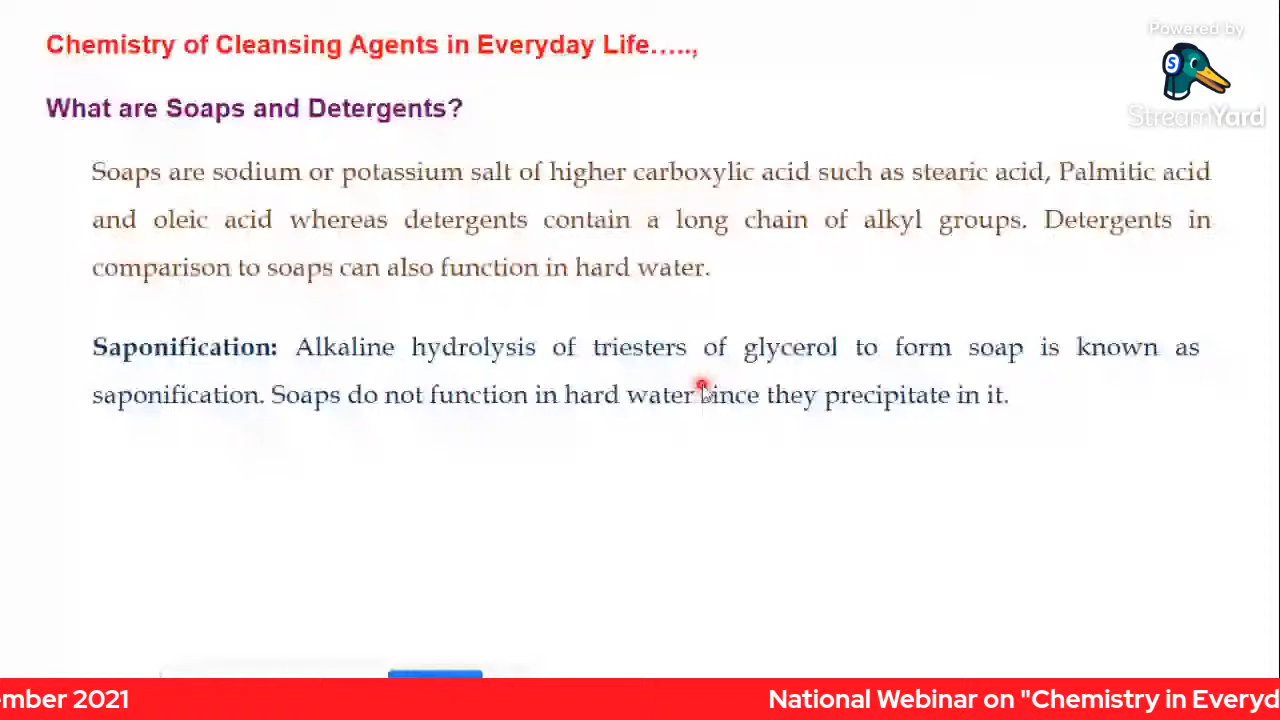 Chemistry of Cleansing Agents in Everyday Life.....,
Powered by
StreamYard
What are Soaps and Detergents?
Soaps are sodium or potassium salt of higher carboxylic acid such as stearic acid, Palmitic acid
and oleic acid whereas detergents contain a long chain of alkyl groups. Detergents in
comparison to soaps can also function in hard water.
Saponification: Alkaline hydrolysis of triesters of glycerol to form soap is known as
saponification. Soaps do not function in hard water since they precipitate in it.
ember 2021
National Webinar on "Chemistry in Everyd